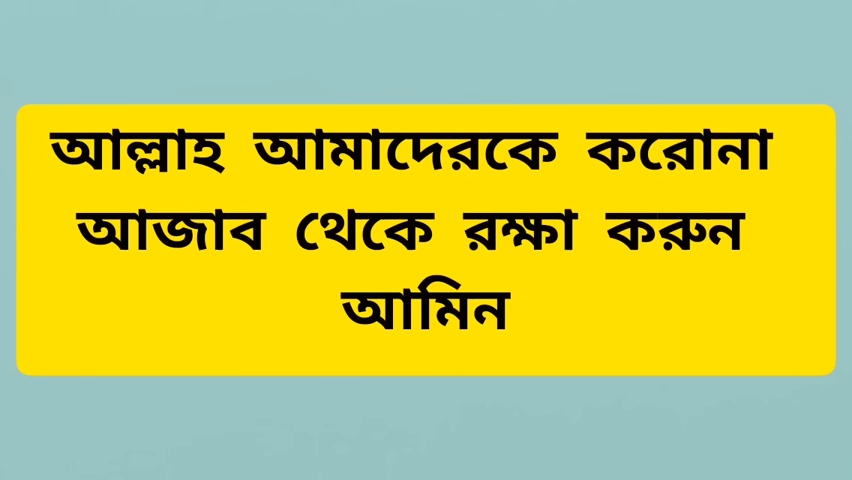 আল্লাহ আমাদেরকে করোনা
আজাব থেকে রক্ষা করুন
আমিন